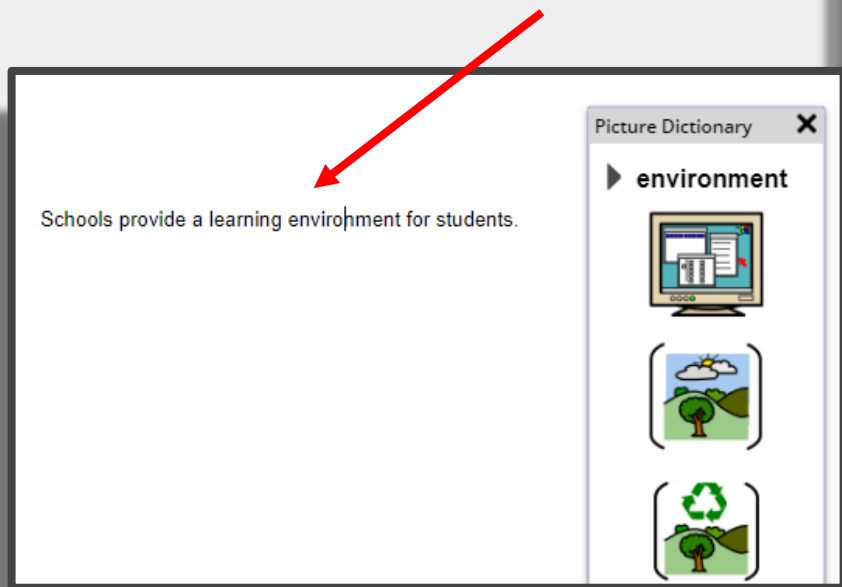 Picture Dictionary
environment
Schools provide a learning environment for students.